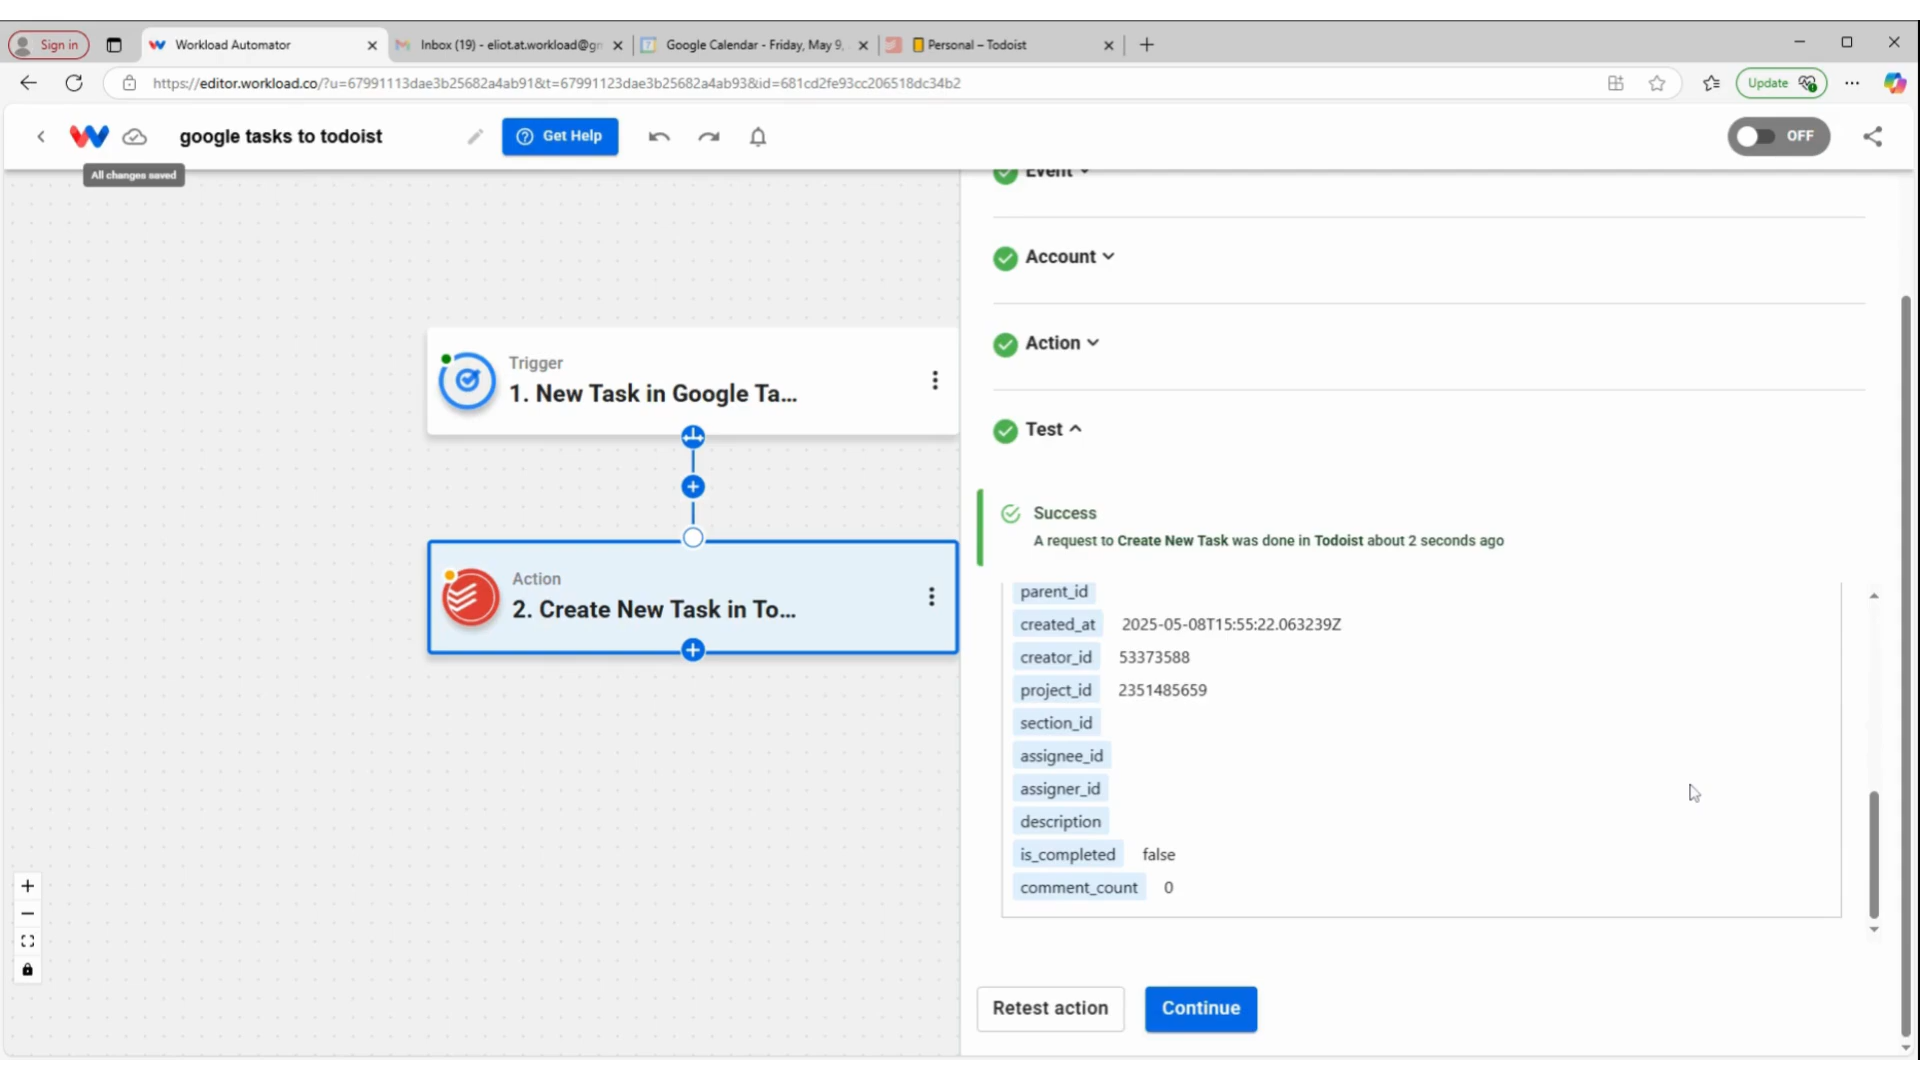 Sign in
Workload Automator
Inbox (19) - eliot.at.workload@gm
Google Calendar - Friday, May 9,
Personal – Todoist
https://editor.workload.co/?u=67991113dae3b25682a4ab91&t=67991123dae3b25682a4ab93&id=681cd2fe93cc206518dc34b2
Update
google tasks to todoist
Get Help
OFF
All changes saved
Event
Account
Action
Test
Trigger
1. New Task in Google Ta...
Action
2. Create New Task in To...
Success
A request to Create New Task was done in Todoist about 2 seconds ago
parent_id
created_at 2025-05-08T15:55:22.063239Z
creator_id 53373588
project_id 2351485659
section_id
assignee_id
assigner_id
description
is_completed false
comment_count 0
Retest action
Continue